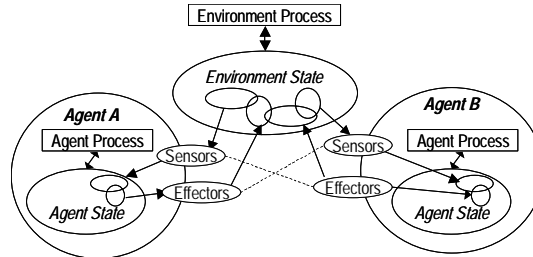 Environment Process
Environment State
Agent A
Agent Process
Sensors
Effectors
Agent State
Agent B
Sensors
Agent Process
Effectors
Agent State